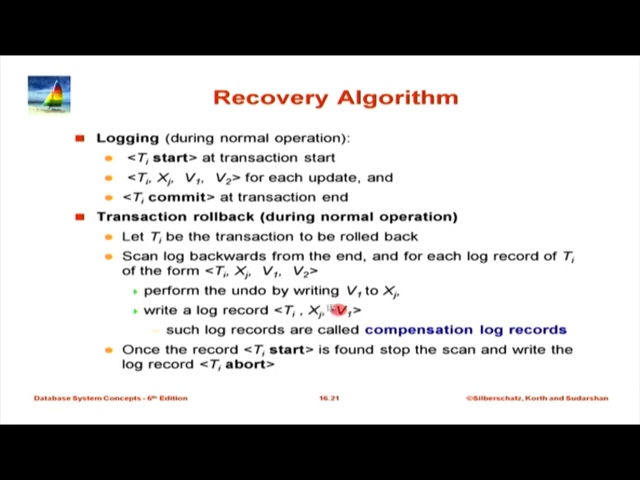 Recovery Algorithm
Logging (during normal operation):
<Ti start> at transaction start
<Ti, Xj, V1, V2> for each update, and
<Ti commit> at transaction end
Transaction rollback (during normal operation)
Let Ti be the transaction to be rolled back
Scan log backwards from the end, and for each log record of Ti
of the form <Ti, Xj, V1, V2>
perform the undo by writing V1 to Xj,
write a log record <Ti , Xj, V1>
such log records are called compensation log records
Once the record <Ti start> is found stop the scan and write the
log record <Ti abort>
Database System Concepts - 6th Edition
16.21
©Silberschatz, Korth and Sudarshan